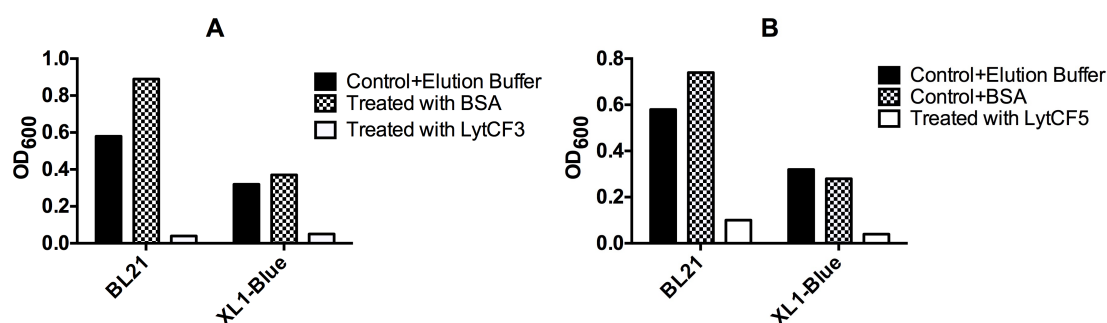 A
OD600
1.0
0.8
0.6
0.4
0.2
0.0
BL21
XL1-Blue
Control+Elution Buffer
Treated with BSA
Treated with LytCF3
B
OD600
0.8
0.6
0.4
0.2
0.0
BL21
XL1-Blue
Control+Elution Buffer
Control+BSA
Treated with LytCF5